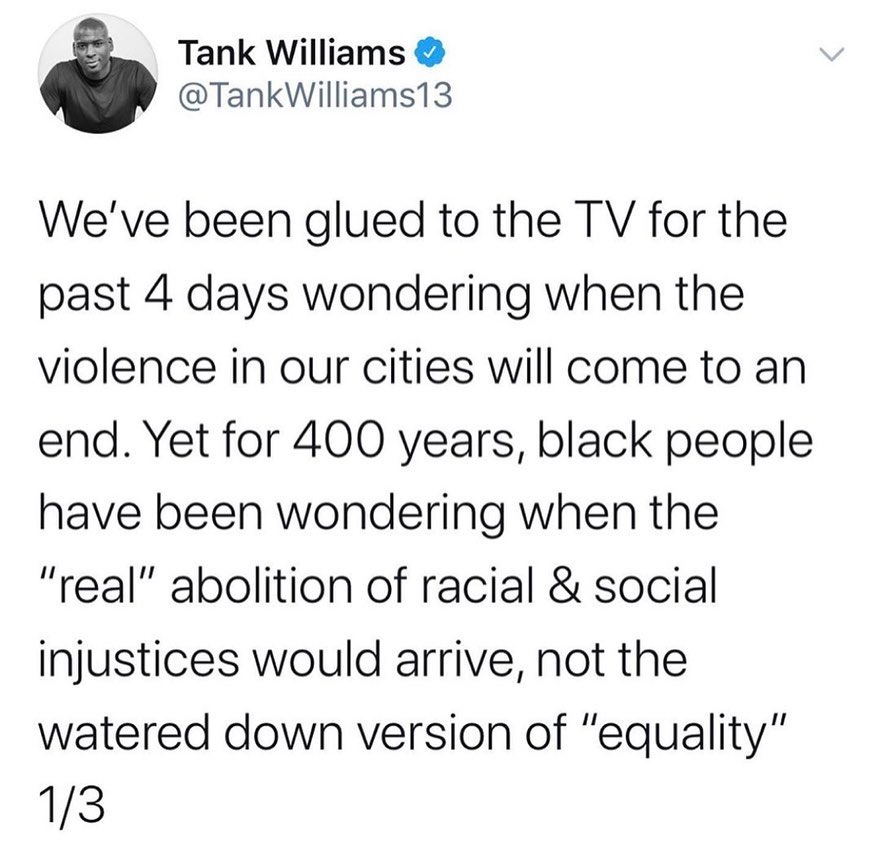 Tank Williams
@TankWilliams13
We've been glued to the TV for the
past 4 days wondering when the
violence in our cities will come to an
end. Yet for 400 years, black people
have been wondering when the
"real" abolition of racial & social
injustices would arrive, not the
watered down version of "equality"
1/3